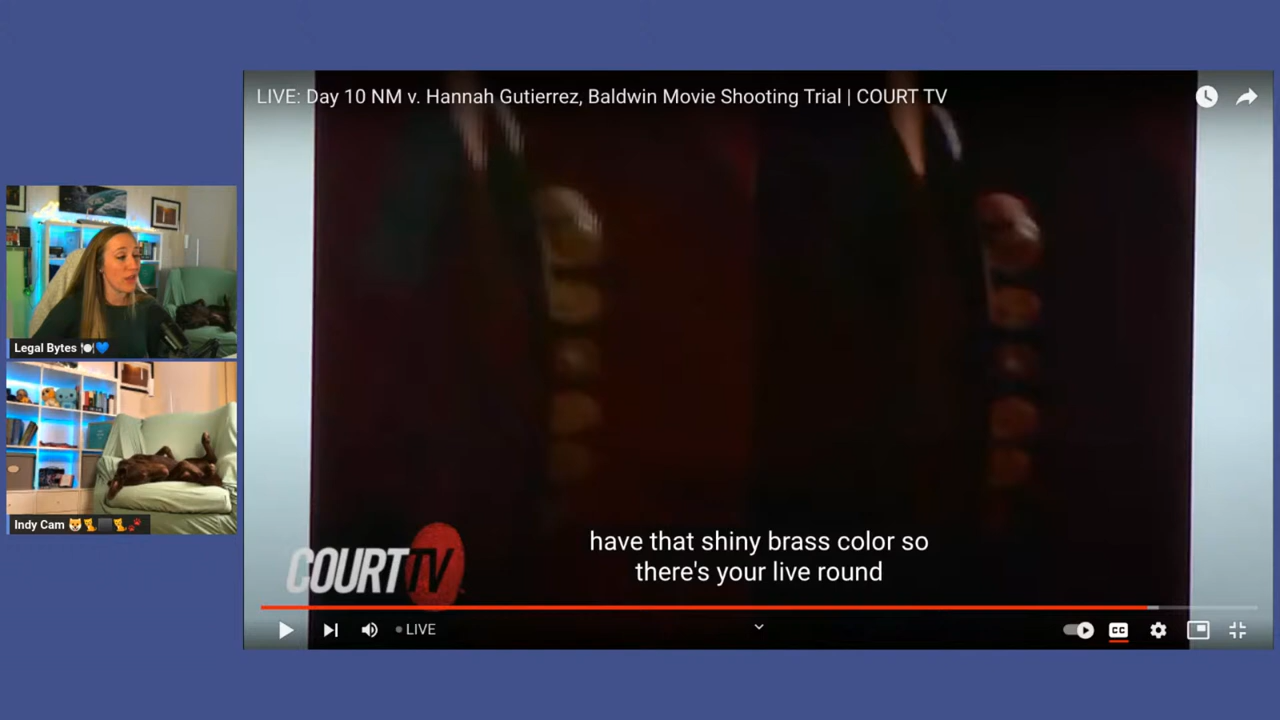 LIVE: Day 10 NM v. Hannah Gutierrez, Baldwin Movie Shooting Trial | COURT TV
Legal Bytes 🍽️💙
Indy Cam
have that shiny brass color so
there's your live round
COURT TV
LIVE
CC